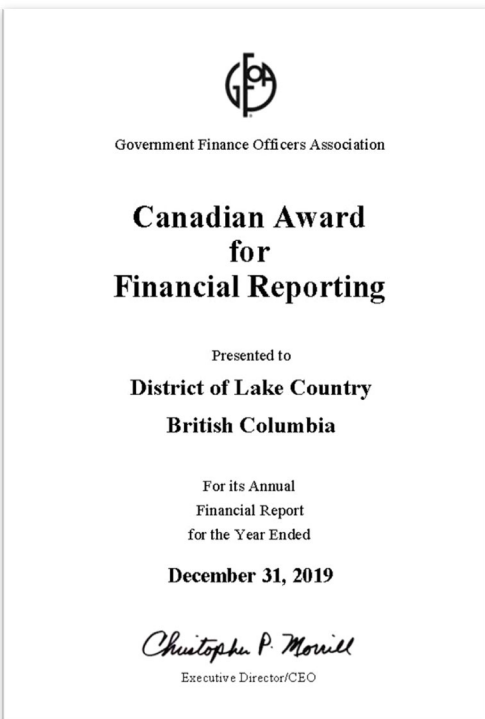 GFOA
Government Finance Officers Association
Canadian Award
for
Financial Reporting
Presented to
District of Lake Country
British Columbia
For its Annual
Financial Report
for the Year Ended
December 31, 2019
Christopher P. Morrill
Executive Director/CEO